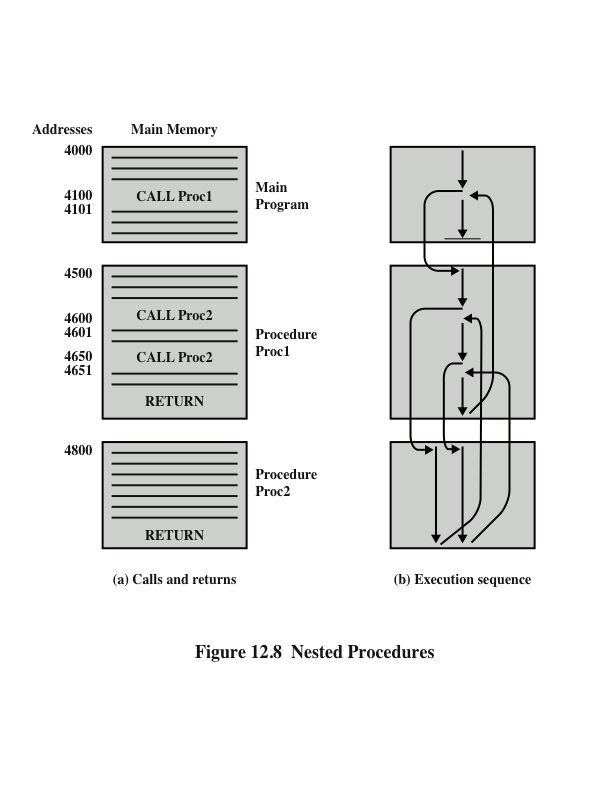 Addresses
Main Memory
4000
4100
4101
CALL Proc1
Main
Program
4500
4600
4601
4650
4651
CALL Proc2
CALL Proc2
RETURN
Procedure
Proc1
4800
RETURN
Procedure
Proc2
(a) Calls and returns
(b) Execution sequence
Figure 12.8 Nested Procedures